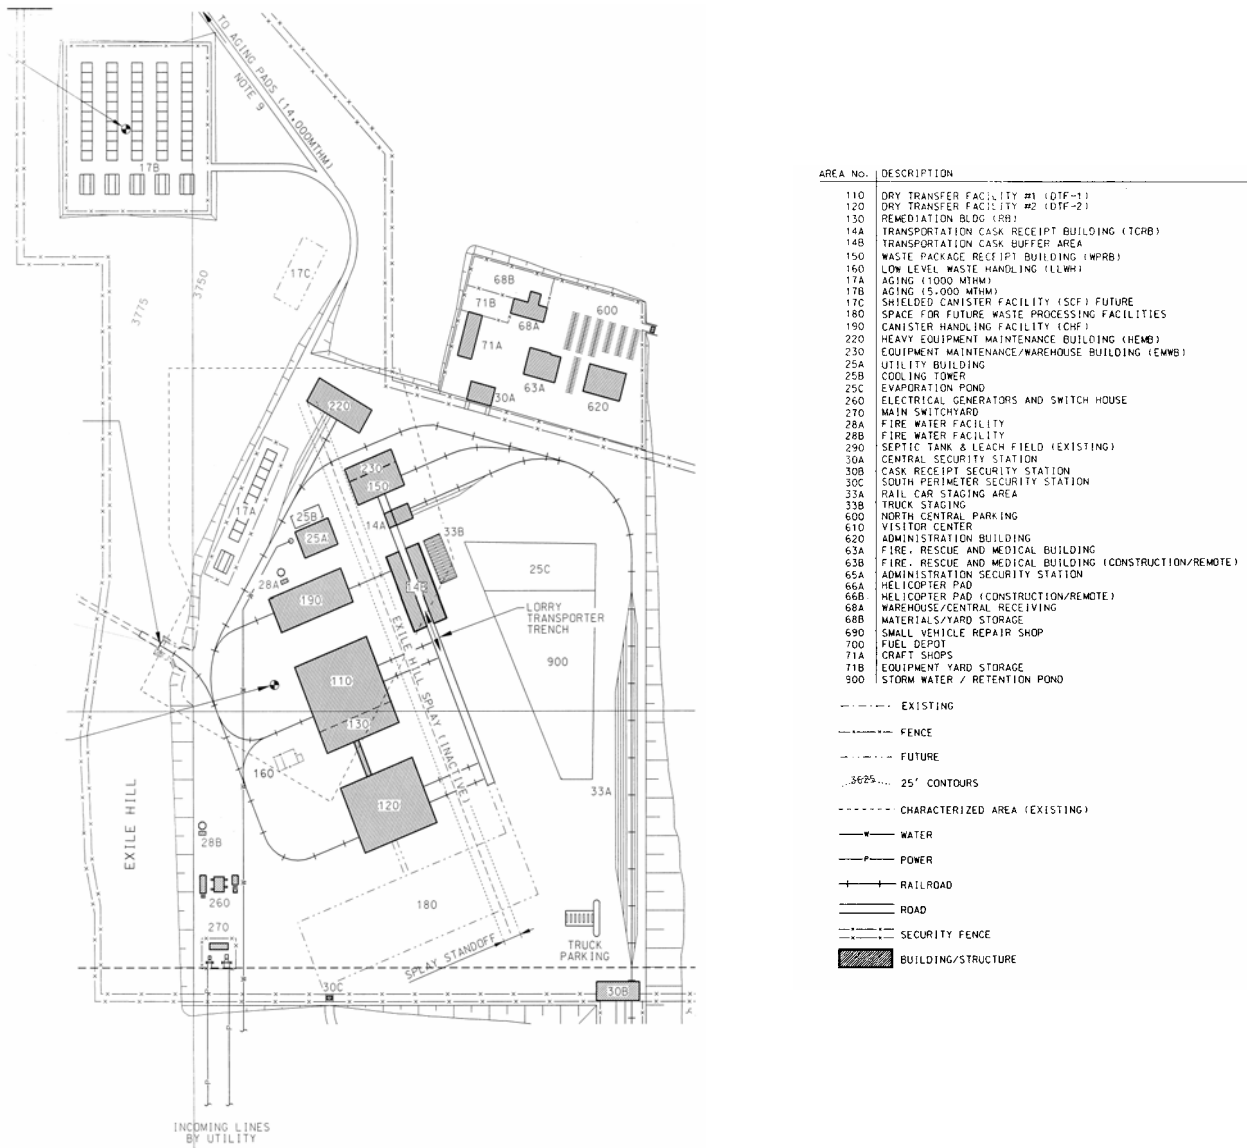 TO AGING PADS (14,000MTHM)
NOTE 9
17B
3775
3750
17C
68B
71B
68A
600
71A
63A
30A
620
220
230
150
17A
25B
25A
14A
33B
28A
190
14B
25C
LORRY
TRANSPORTER
TRENCH
900
EXILE HILL SPLAY (INACTIVE)
110
130
160
120
33A
EXILE HILL
28B
260
270
180
SPLAY STANDOFF
TRUCK
PARKING
30C
30B
INCOMING LINES
BY UTILITY
AREA No. DESCRIPTION
110 DRY TRANSFER FACILITY #1 (DTF-1)
120 DRY TRANSFER FACILITY #2 (DTF-2)
130 REMEDIATION BLDG (RB)
14A TRANSPORTATION CASK RECEIPT BUILDING (TCRB)
14B TRANSPORTATION CASK BUFFER AREA
150 WASTE PACKAGE RECEIPT BUILDING (WPRB)
160 LOW LEVEL WASTE HANDLING (LLWH)
17A AGING (1000 MTHM)
17B AGING (5,000 MTHM)
17C SHIELDED CANISTER FACILITY (SCF) FUTURE
180 SPACE FOR FUTURE WASTE PROCESSING FACILITIES
190 CANISTER HANDLING FACILITY (CHF)
220 HEAVY EQUIPMENT MAINTENANCE BUILDING (HEMB)
230 EQUIPMENT MAINTENANCE/WAREHOUSE BUILDING (EMWB)
25A UTILITY BUILDING
25B COOLING TOWER
25C EVAPORATION POND
260 ELECTRICAL GENERATORS AND SWITCH HOUSE
270 MAIN SWITCHYARD
28A FIRE WATER FACILITY
28B FIRE WATER FACILITY
290 SEPTIC TANK & LEACH FIELD (EXISTING)
30A CENTRAL SECURITY STATION
30B CASK RECEIPT SECURITY STATION
30C SOUTH PERIMETER SECURITY STATION
33A RAIL CAR STAGING AREA
33B TRUCK STAGING
600 NORTH CENTRAL PARKING
610 VISITOR CENTER
620 ADMINISTRATION BUILDING
63A FIRE, RESCUE AND MEDICAL BUILDING
63B FIRE, RESCUE AND MEDICAL BUILDING (CONSTRUCTION/REMOTE)
65A ADMINISTRATION SECURITY STATION
66A HELICOPTER PAD
66B HELICOPTER PAD (CONSTRUCTION/REMOTE)
68A WAREHOUSE/CENTRAL RECEIVING
68B MATERIALS/YARD STORAGE
690 SMALL VEHICLE REPAIR SHOP
700 FUEL DEPOT
71A CRAFT SHOPS
71B EQUIPMENT YARD STORAGE
900 STORM WATER / RETENTION POND
EXISTING
FENCE
FUTURE
3625 25' CONTOURS
CHARACTERIZED AREA (EXISTING)
W WATER
P POWER
RAILROAD
ROAD
SECURITY FENCE
BUILDING/STRUCTURE